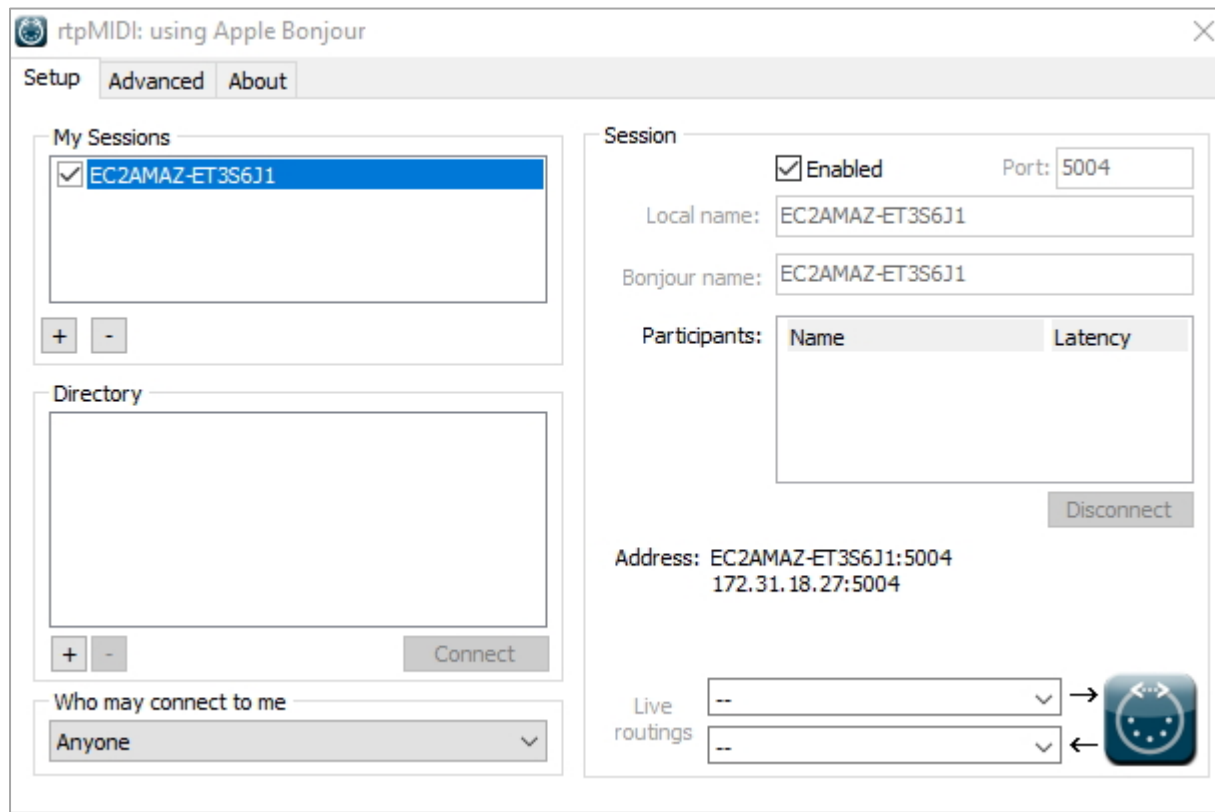 rtpMIDI: using Apple Bonjour
Setup Advanced About
My Sessions
EC2AMAZ-ET3S6J1
+ -
Directory
+ - Connect
Who may connect to me
Anyone
Session
Enabled Port: 5004
Local name: EC2AMAZ-ET3S6J1
Bonjour name: EC2AMAZ-ET3S6J1
Participants: Name Latency
Disconnect
Address: EC2AMAZ-ET3S6J1:5004
172.31.18.27:5004
Live
routings
--
--